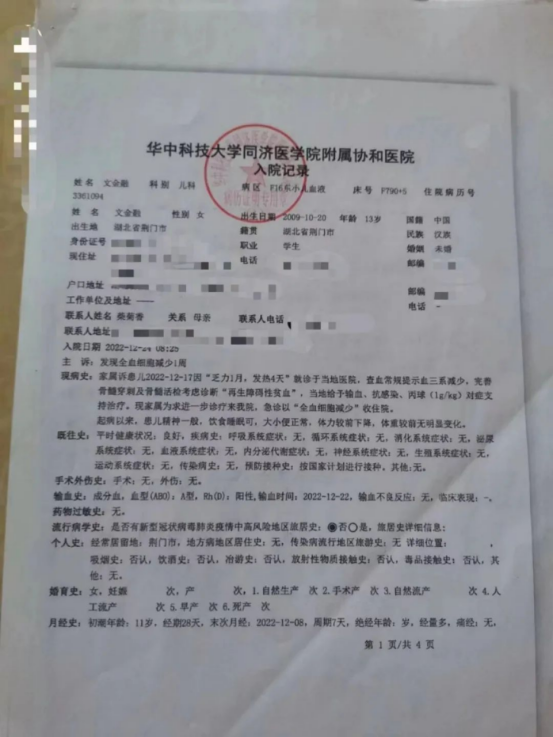 华中科技大学同济医学院附属协和医院
入院记录
姓名 文金融 科别 儿科 病区 F16东小儿血液 床号 F790+5 住院病历号
3361094
姓名 文金融 性别 女 出生日期 2009-10-20 年龄 13岁 国籍 中国
出生地 湖北省荆门市 籍贯 湖北省荆门市 民族 汉族
身份证号 职业 学生 婚姻 未婚
现住址 电话 邮编
户口地址 邮编
工作单位及地址 —— 电话 -
联系人姓名 菊香 关系 母亲 联系人电话
联系人地址
入院日期 2022-12-24 08:25
主诉：发现全血细胞减少1周
现病史：家属诉患儿2022-12-17因“乏力1月，发热4天”就诊于当地医院，查血常规提示血三系减少，完善
骨髓穿刺及骨髓活检考虑诊断“再生障碍性贫血”，当地给予输血、抗感染、丙球（1g/kg）对症支
持治疗。现家属为求进一步诊疗来我院，急诊以“全血细胞减少”收住院。
起病以来，患儿精神一般，饮食睡眠可，大小便正常，体力较前下降，体重较前无明显变化。
既往史：平时健康状况：良好，疾病史：呼吸系统症状：无，循环系统症状：无，消化系统症状：无，泌尿
系统症状：无，血液系统症状：无，内分泌代谢症状：无，神经系统症状：无，生殖系统症状：无，
运动系统症状：无，传染病史：无，预防接种史：按国家计划进行接种，其他：无。
手术外伤史：手术：无，外伤：无。
输血史：成分血，血型(ABO)：A型，Rh(D)：阳性，输血时间：2022-12-22，输血不良反应：无，临床表现：-。
药物过敏史：无。
流行病学史：是否有新型冠状病毒肺炎疫情中高风险地区旅居史：◉否○是，旅居史详细信息：
个人史：经常居留地：荆门市，地方病地区居住史：无，传染病流行地区旅游史：无 详细位置：
吸烟史：否认，饮酒史：否认，冶游史：否认，放射性物质接触史：否认，毒品接触史：否认，其
他：无。
婚育史：女，妊娠 次，产 次，1.自然生产 2.手术产 次 3.自然流产 次 4.人
工流产 次 5.早产 次 6.死产 次
月经史：初潮年龄：11岁，经期28天，末次月经：2022-12-08，周期7天，绝经年龄：岁，经量多，痛经：无，
第 1 页/共 4 页